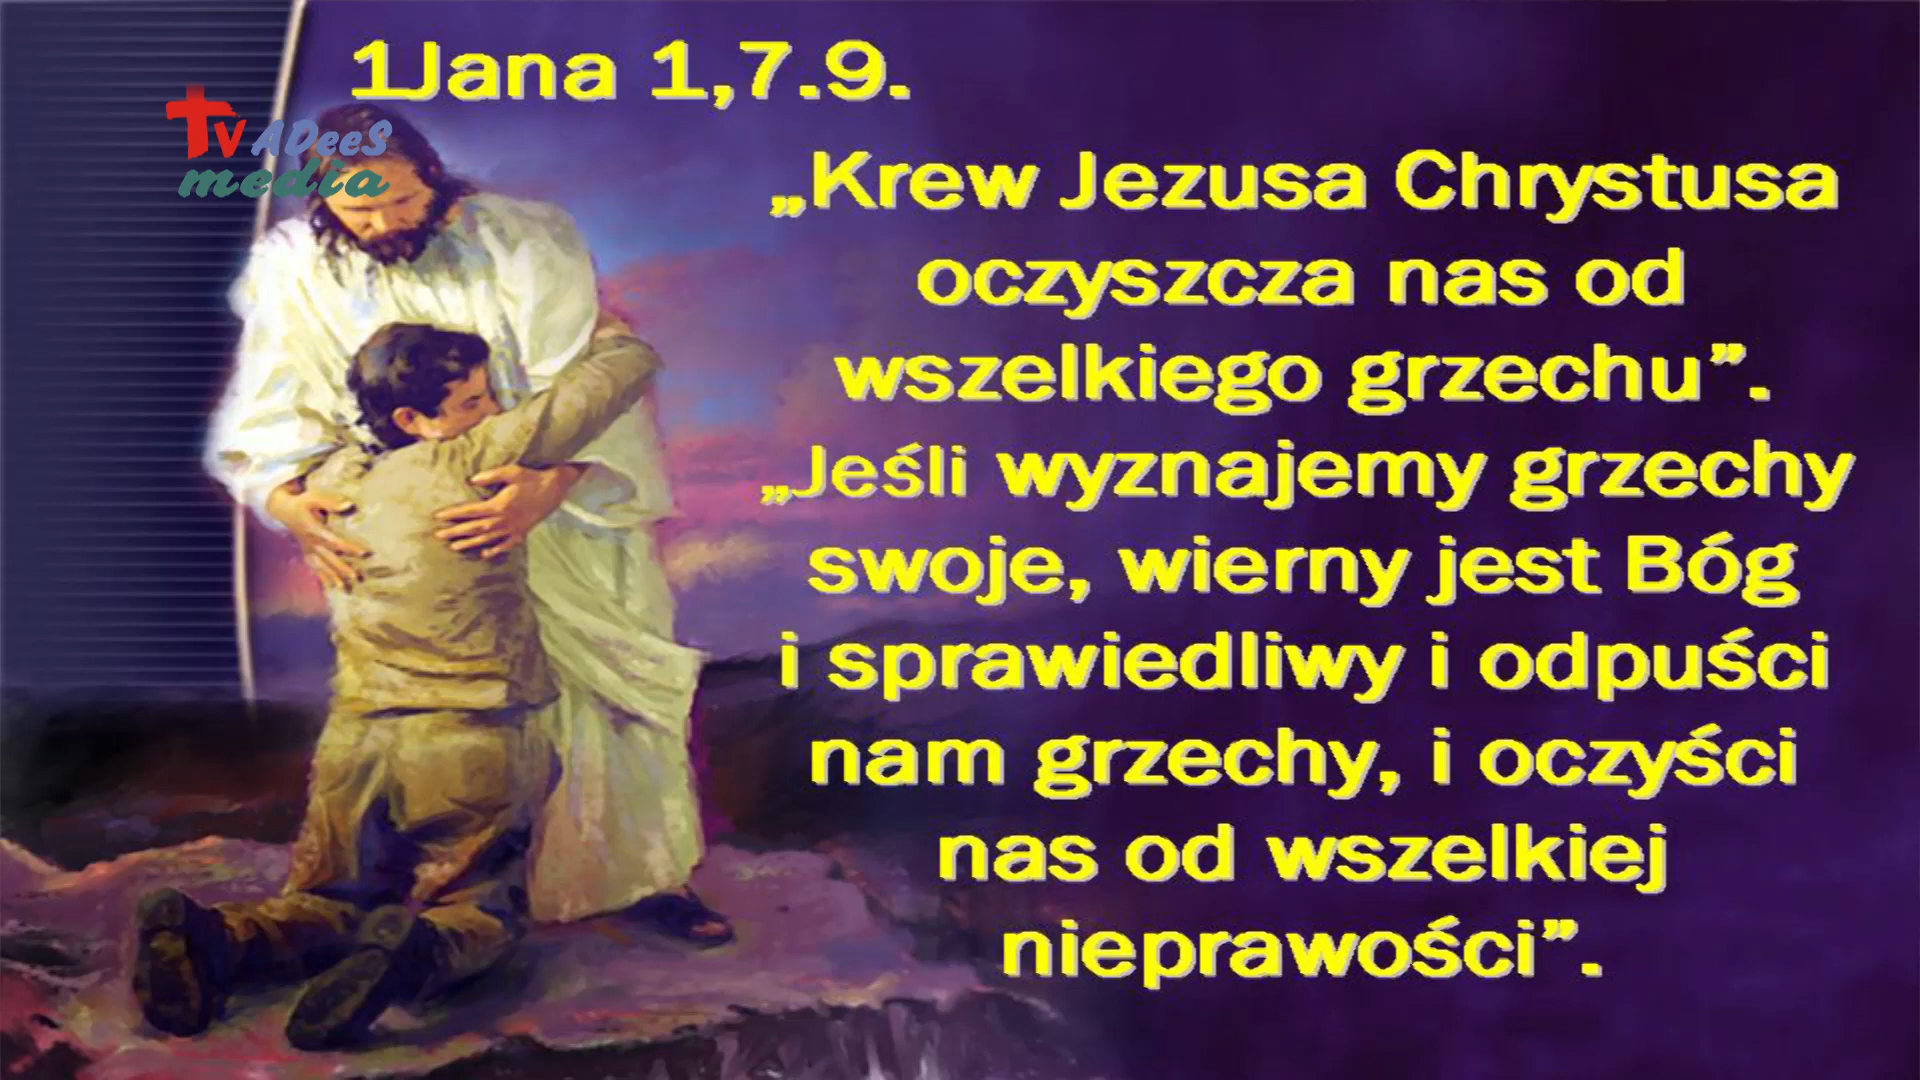 1Jana 1,7.9.
TV ADeeS
media
„Krew Jezusa Chrystusa
oczyszcza nas od
wszelkiego grzechu”.
„Jeśli wyznajemy grzechy
swoje, wierny jest Bóg
i sprawiedliwy i odpuści
nam grzechy, i oczyści
nas od wszelkiej
nieprawości”.